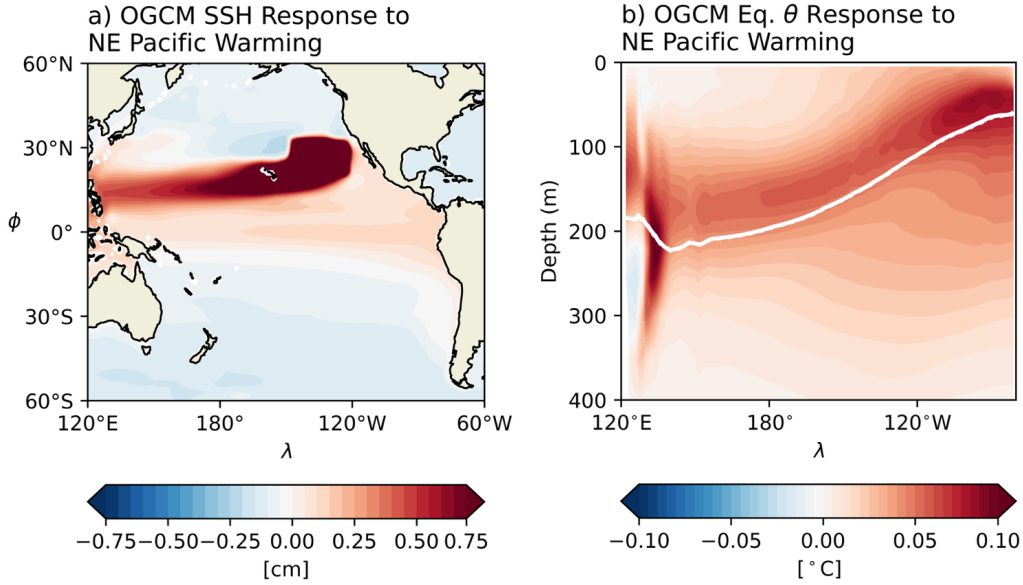 a) OGCM SSH Response to
NE Pacific Warming
60°N
30°N
0°
30°S
60°S
ϕ
120°E
180°
120°W
60°W
λ
−0.75
−0.50
−0.25
0.00
0.25
0.50
0.75
[cm]
b) OGCM Eq. θ Response to
NE Pacific Warming
0
100
200
300
400
Depth (m)
120°E
180°
120°W
λ
−0.10
−0.05
0.00
0.05
0.10
[°C]